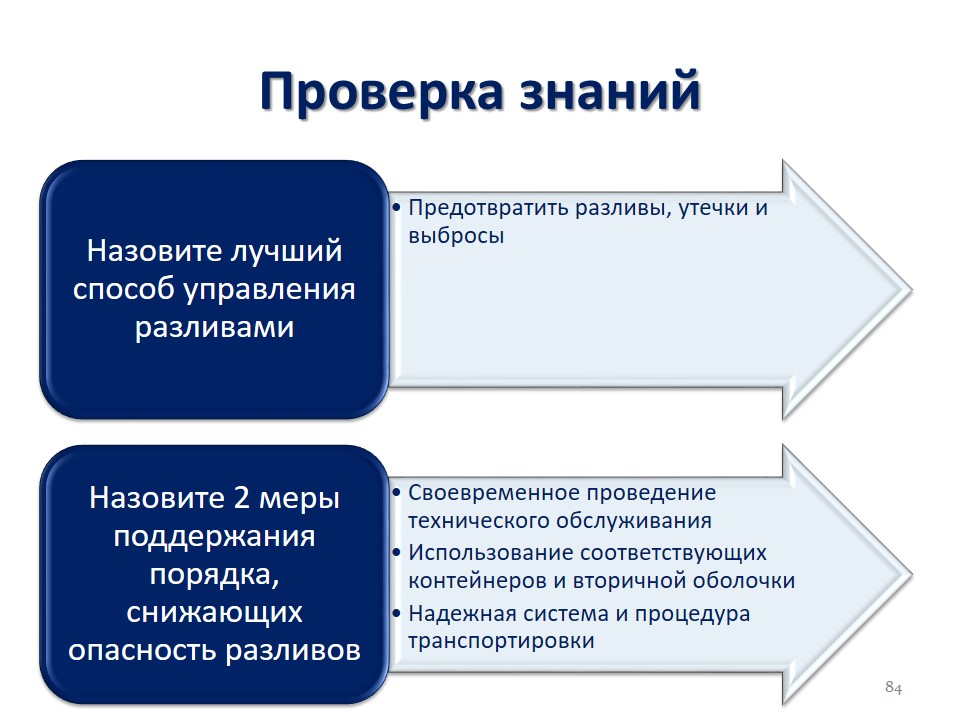 Проверка знаний
Назовите лучший
способ управления
разливами
• Предотвратить разливы, утечки и
выбросы
Назовите 2 меры
поддержания
порядка,
снижающих
опасность разливов
• Своевременное проведение
технического обслуживания
• Использование соответствующих
контейнеров и вторичной оболочки
• Надежная система и процедура
транспортировки
84